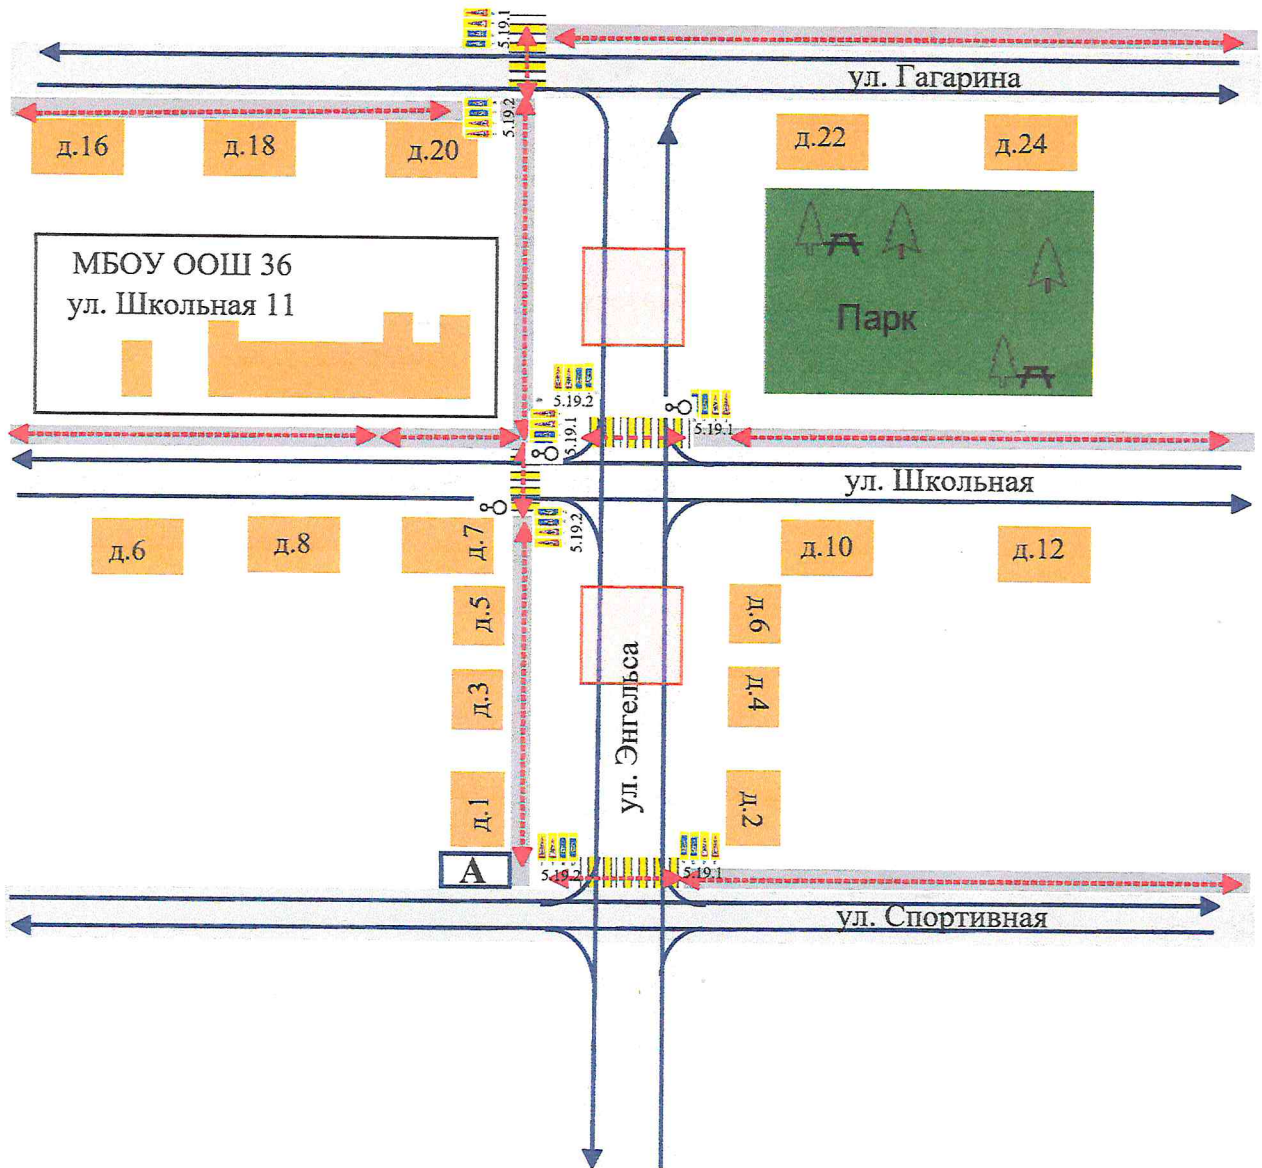 5.19.1
ул. Гагарина
5.19.2
д.16
д.18
д.20
д.22
д.24
МБОУ ООШ 36
ул. Школьная 11
Парк
5.19.2
5.19.1
5.19.1
ул. Школьная
5.19.2
д.6
д.8
д.7
д.10
д.12
д.5
д.6
д.3
д.4
ул. Энгельса
д.1
д.2
А
5.19.2
5.19.1
ул. Спортивная